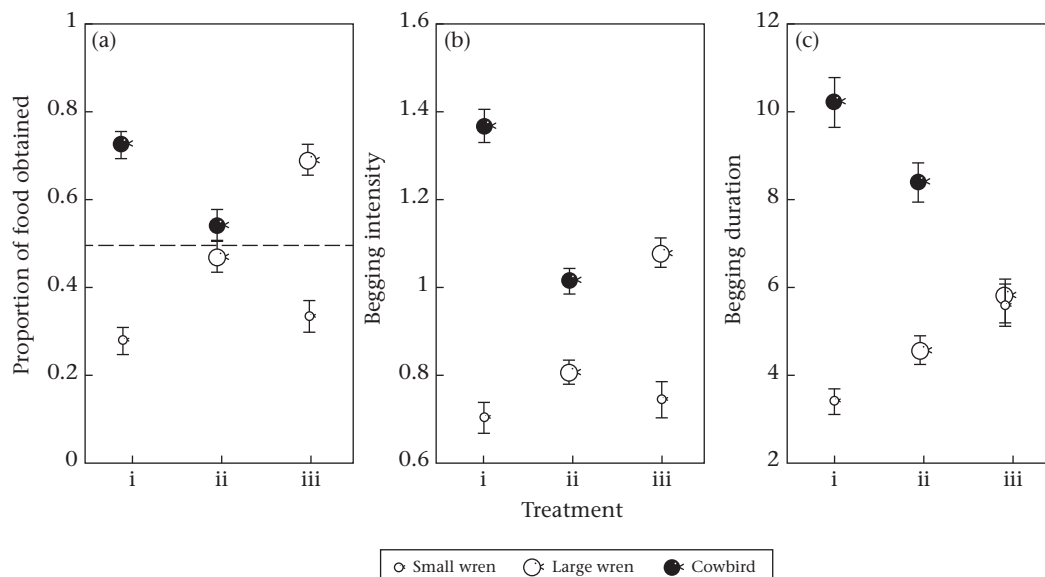 (a)
Proportion of food obtained
1
0.8
0.6
0.4
0.2
0
i ii iii
(b)
Begging intensity
1.6
1.4
1.2
1
0.8
0.6
i ii iii
(c)
Begging duration
12
10
8
6
4
2
i ii iii
Treatment
Small wren Large wren Cowbird